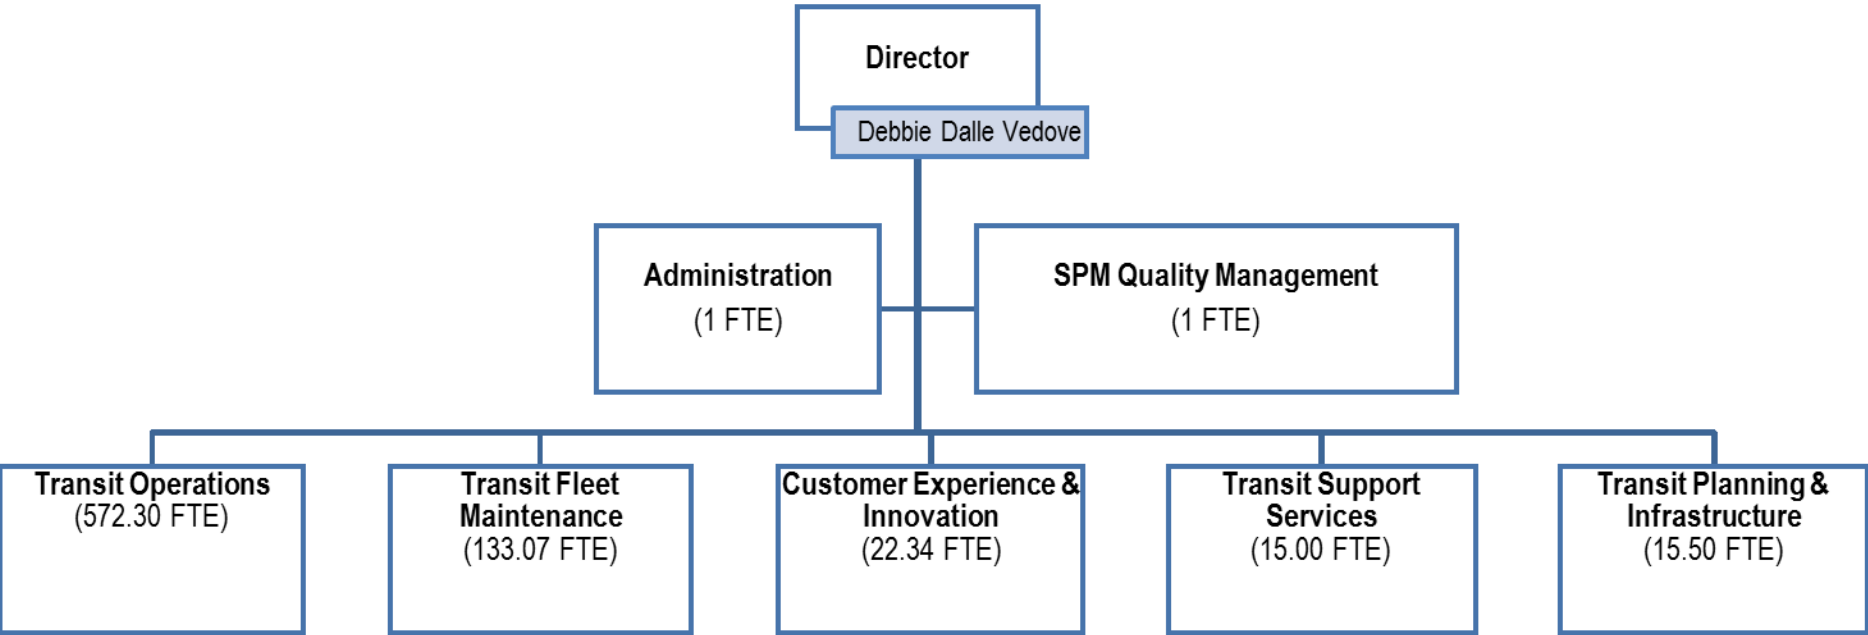 Director
Debbie Dalle Vedove
Administration
(1 FTE)
SPM Quality Management
(1 FTE)
Transit Operations
(572.30 FTE)
Transit Fleet
Maintenance
(133.07 FTE)
Customer Experience &
Innovation
(22.34 FTE)
Transit Support
Services
(15.00 FTE)
Transit Planning &
Infrastructure
(15.50 FTE)